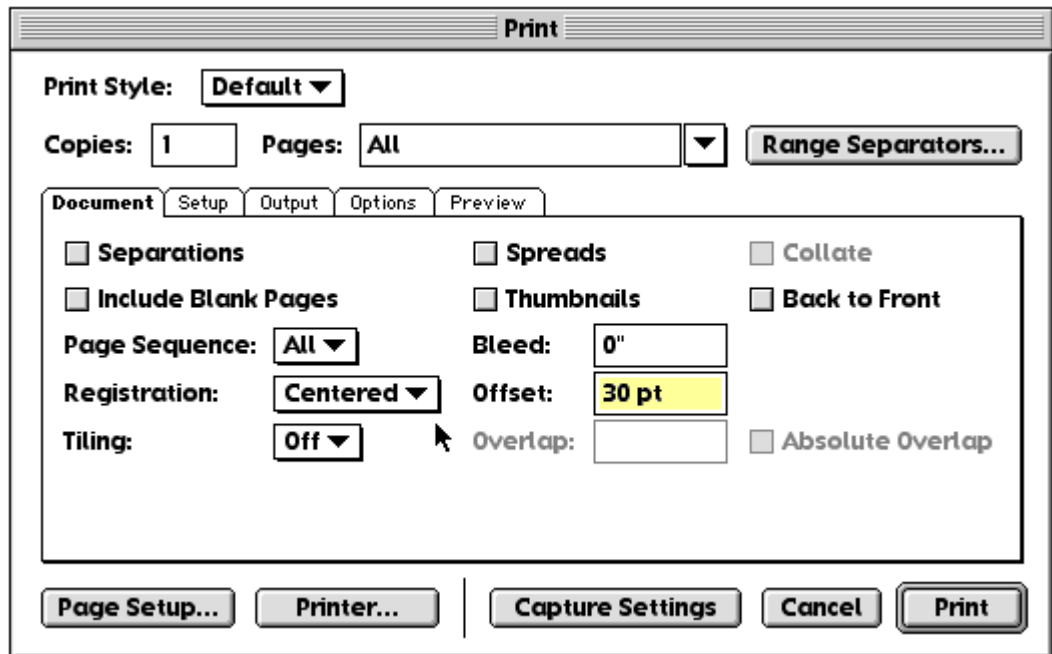 Print
Print Style: Default
Copies: 1 Pages: All Range Separators...
Document Setup Output Options Preview
Separations Spreads Collate
Include Blank Pages Thumbnails Back to Front
Page Sequence: All Bleed: 0"
Registration: Centered Offset: 30 pt
Tiling: Off Overlap: Absolute Overlap
Page Setup... Printer... Capture Settings Cancel Print